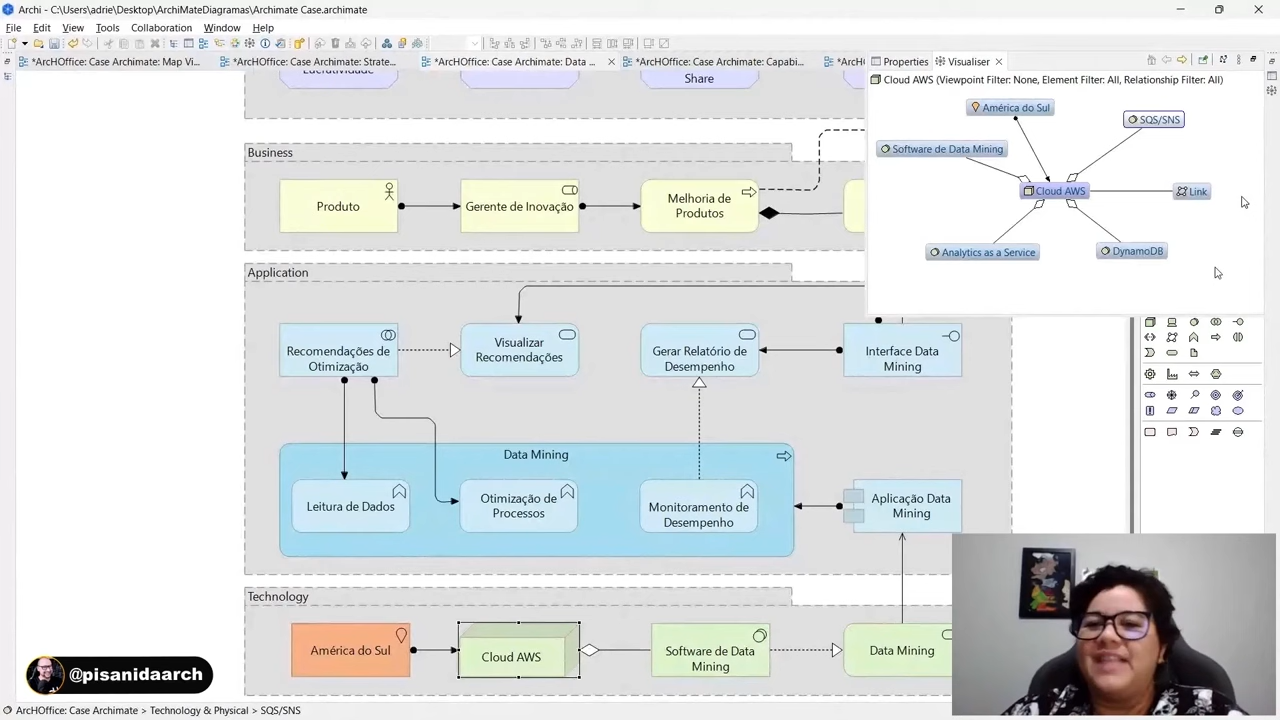 Archi - C:\Users\adrie\Desktop\ArchiMateDiagramas\Archimate Case.archimate
File Edit View Tools Collaboration Window Help
*ArcHOffice: Case Archimate: Map Vi...
*ArcHOffice: Case Archimate: Strate...
*ArcHOffice: Case Archimate: Data ...
*ArcHOffice: Case Archimate: Capabi...
Properties
Visualiser
Cloud AWS (Viewpoint Filter: None, Element Filter: All, Relationship Filter: All)
América do Sul
SQS/SNS
Software de Data Mining
Cloud AWS
Link
Analytics as a Service
DynamoDB
Lucratividade
Share
Business
Produto
Gerente de Inovação
Melhoria de
Produtos
Application
Recomendações de
Otimização
Visualizar
Recomendações
Gerar Relatório de
Desempenho
Interface Data
Mining
Data Mining
Leitura de Dados
Otimização de
Processos
Monitoramento de
Desempenho
Aplicação Data
Mining
Technology
América do Sul
Cloud AWS
Software de Data
Mining
Data Mining
@pisanidaarch
ArcHOffice: Case Archimate > Technology & Physical > SQS/SNS